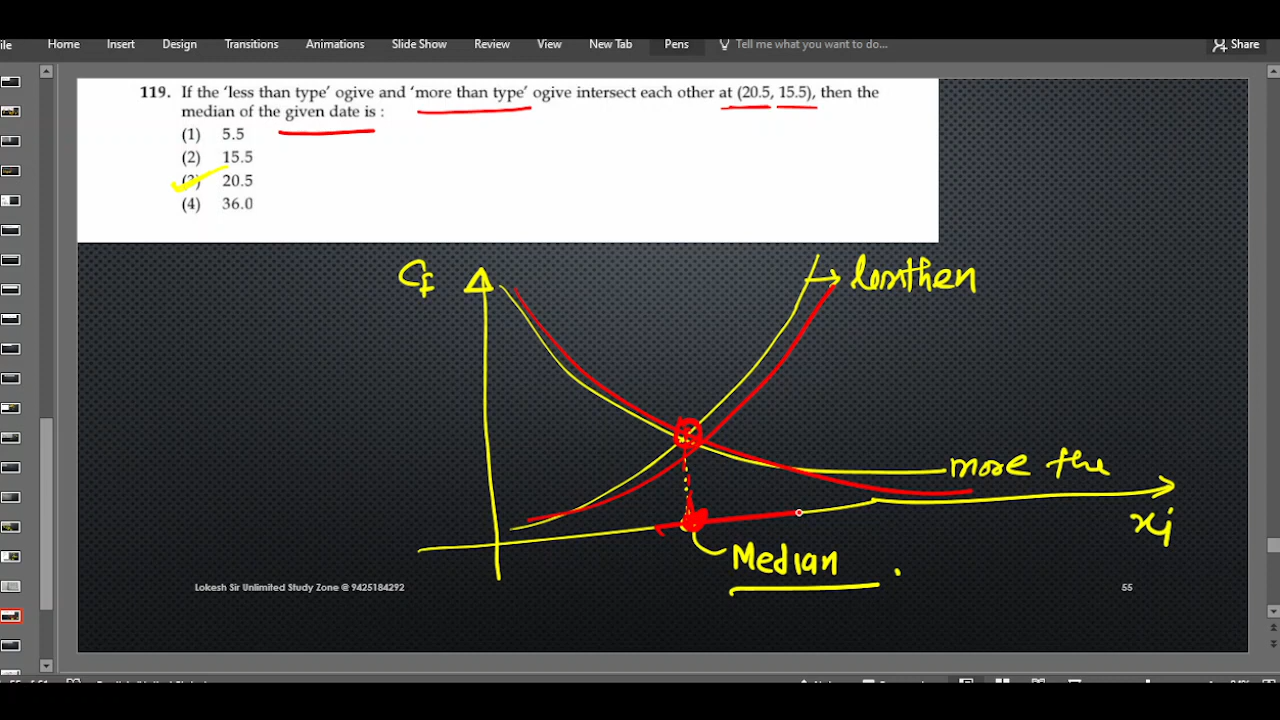 ile Home Insert Design Transitions Animations Slide Show Review View New Tab Pens Tell me what you want to do... Share
119. If the ‘less than type’ ogive and ‘more than type’ ogive intersect each other at (20.5, 15.5), then the
median of the given date is :
(1) 5.5
(2) 15.5
(3) 20.5
(4) 36.0
Cf
lessthen
more the
xi
Median
Lokesh Sir Unlimited Study Zone @ 9425184292
55